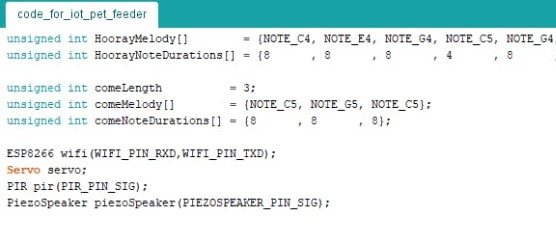 code_for_iot_pet_feeder
unsigned int HoorayMelody[] = {NOTE_C4, NOTE_E4, NOTE_G4, NOTE_C5, NOTE_G4
unsigned int HoorayNoteDurations[] = {8 , 8 , 8 , 4 , 8
unsigned int comeLength = 3;
unsigned int comeMelody[] = {NOTE_C5, NOTE_G5, NOTE_C5};
unsigned int comeNoteDurations[] = {8 , 8 , 8};
ESP8266 wifi(WIFI_PIN_RXD,WIFI_PIN_TXD);
Servo servo;
PIR pir(PIR_PIN_SIG);
PiezoSpeaker piezoSpeaker(PIEZOSPEAKER_PIN_SIG);